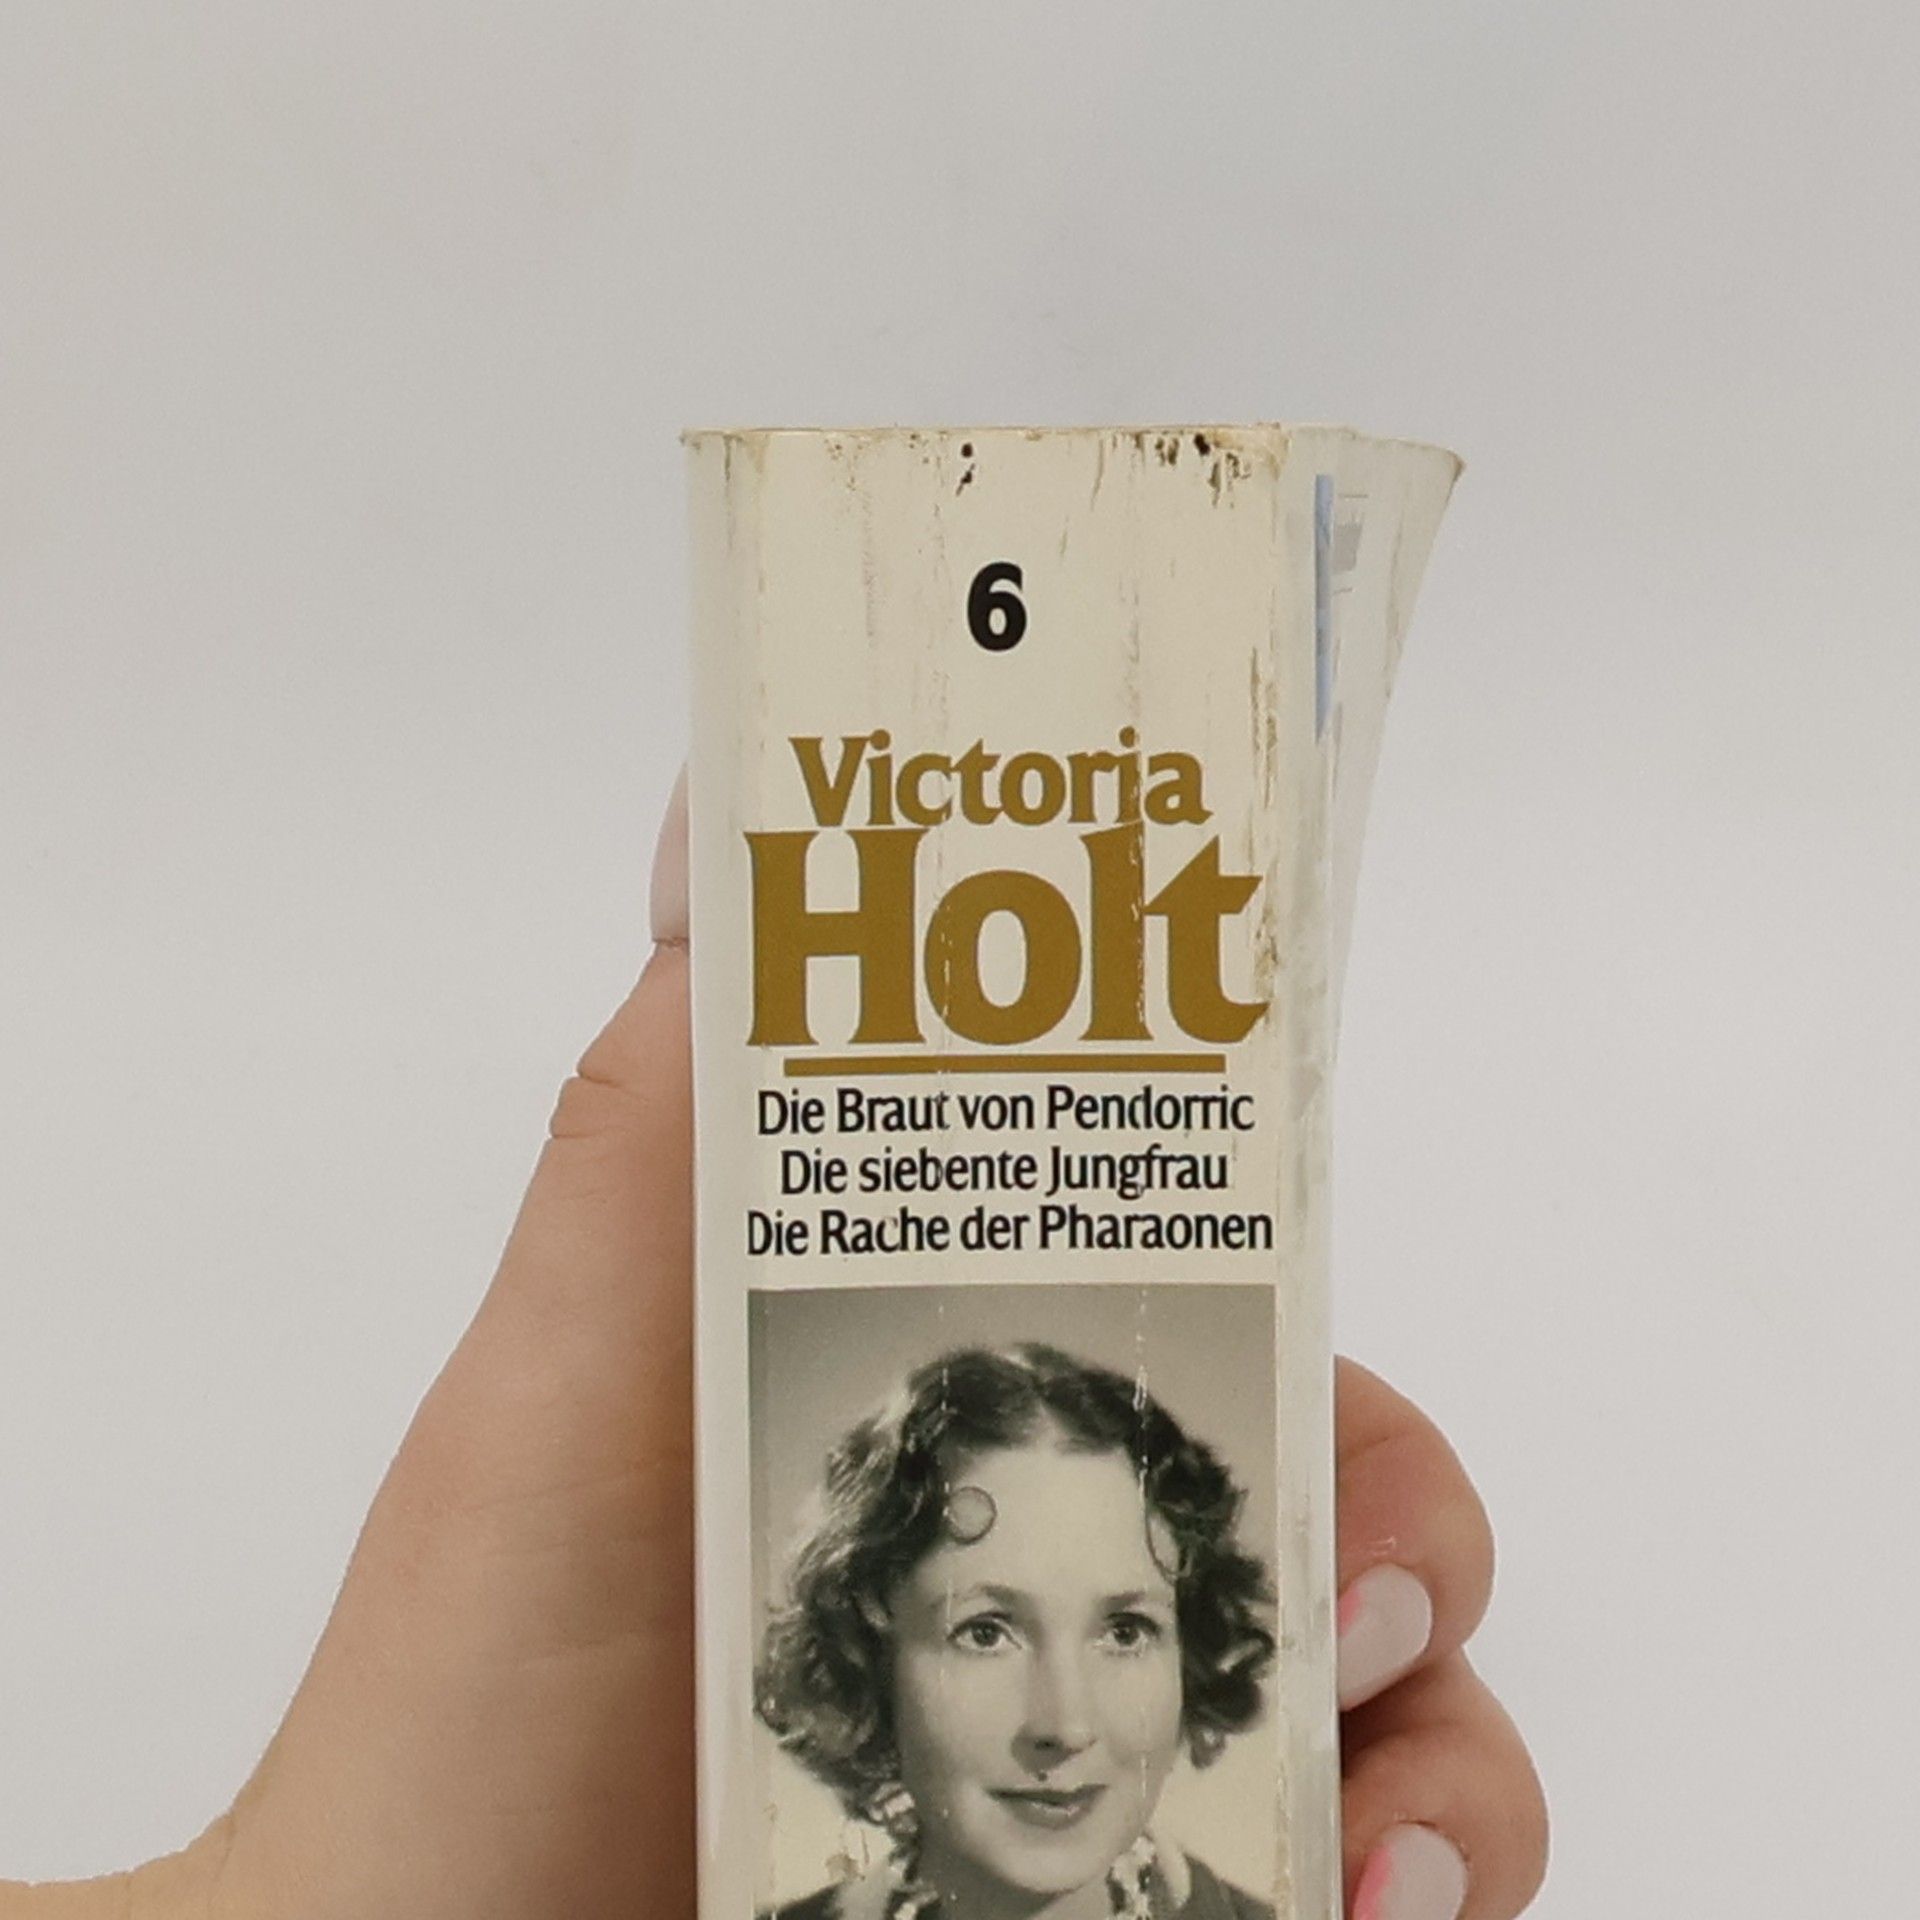 6
Victoria
Holt
Die Braut von Pendorric
Die siebente Jungfrau
Die Rache der Pharaonen